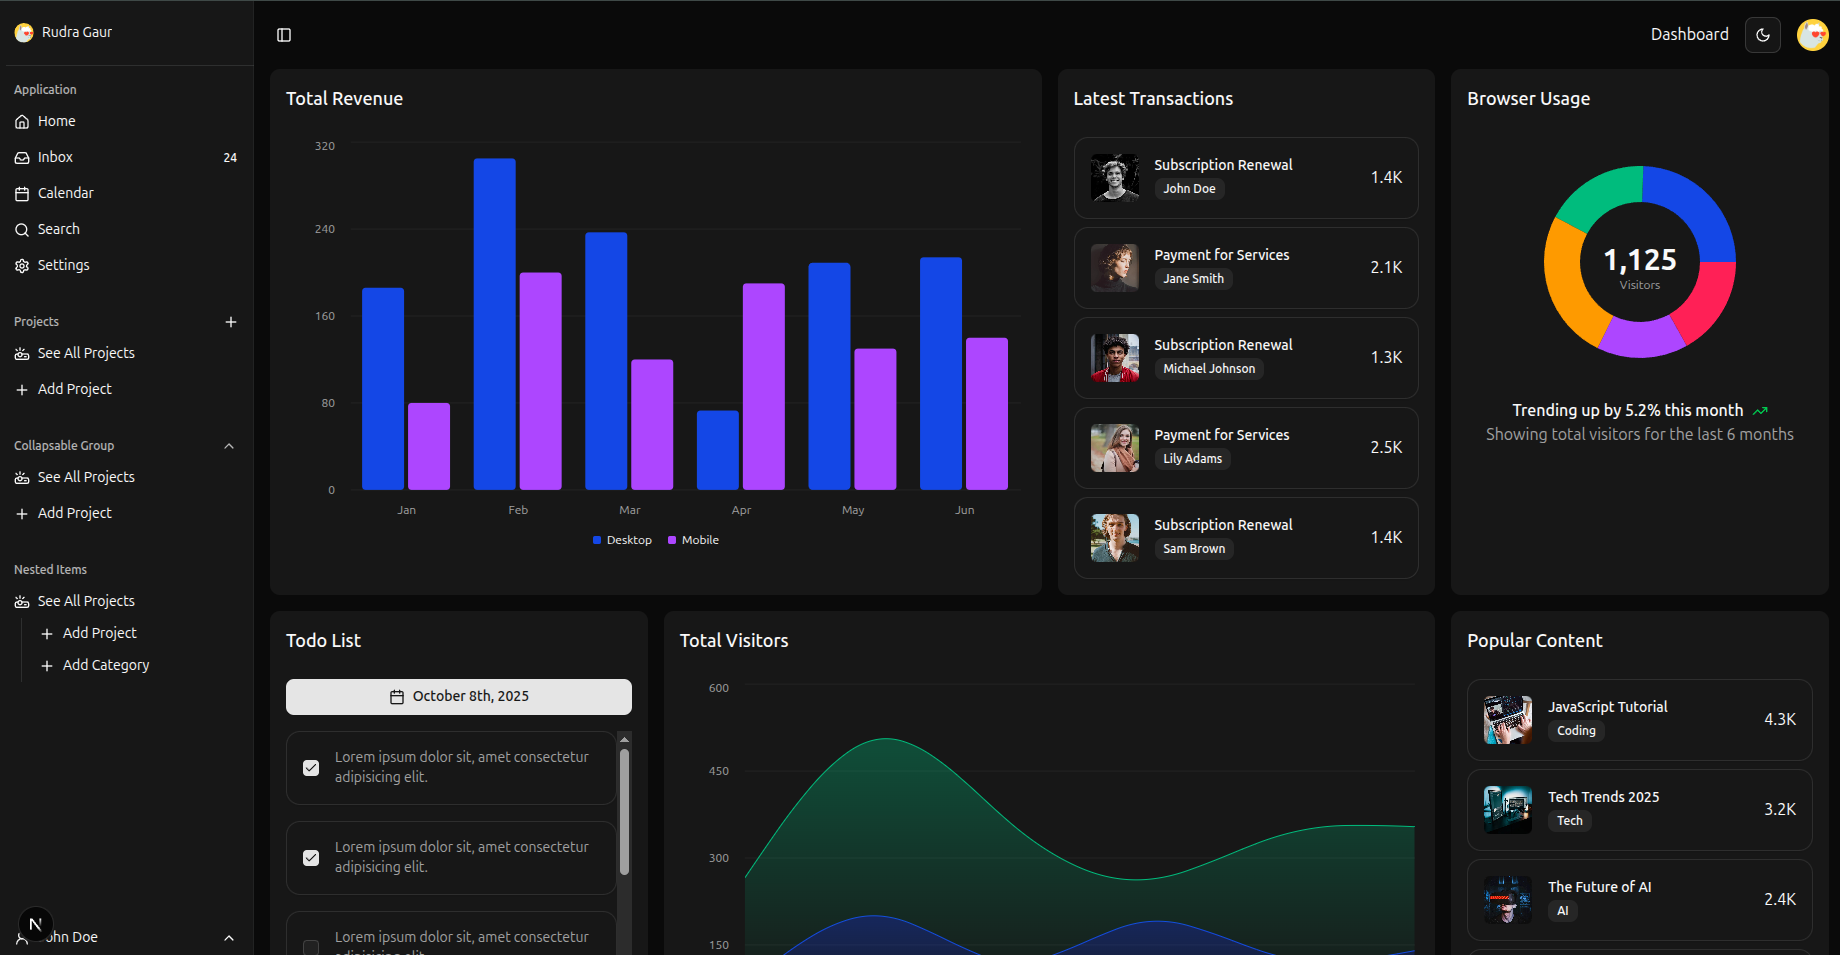 Rudra Gaur
Application
Home
Inbox 24
Calendar
Search
Settings
Projects
See All Projects
Add Project
Collapsable Group
See All Projects
Add Project
Nested Items
See All Projects
Add Project
Add Category
N
ohn Doe
Dashboard
Total Revenue
320
240
160
80
0
Jan Feb Mar Apr May Jun
Desktop Mobile
Latest Transactions
Subscription Renewal
John Doe
1.4K
Payment for Services
Jane Smith
2.1K
Subscription Renewal
Michael Johnson
1.3K
Payment for Services
Lily Adams
2.5K
Subscription Renewal
Sam Brown
1.4K
Browser Usage
1,125
Visitors
Trending up by 5.2% this month
Showing total visitors for the last 6 months
Todo List
October 8th, 2025
Lorem ipsum dolor sit, amet consectetur
adipisicing elit.
Lorem ipsum dolor sit, amet consectetur
adipisicing elit.
Lorem ipsum dolor sit, amet consectetur
Total Visitors
600
450
300
150
Popular Content
JavaScript Tutorial
Coding
4.3K
Tech Trends 2025
Tech
3.2K
The Future of AI
AI
2.4K